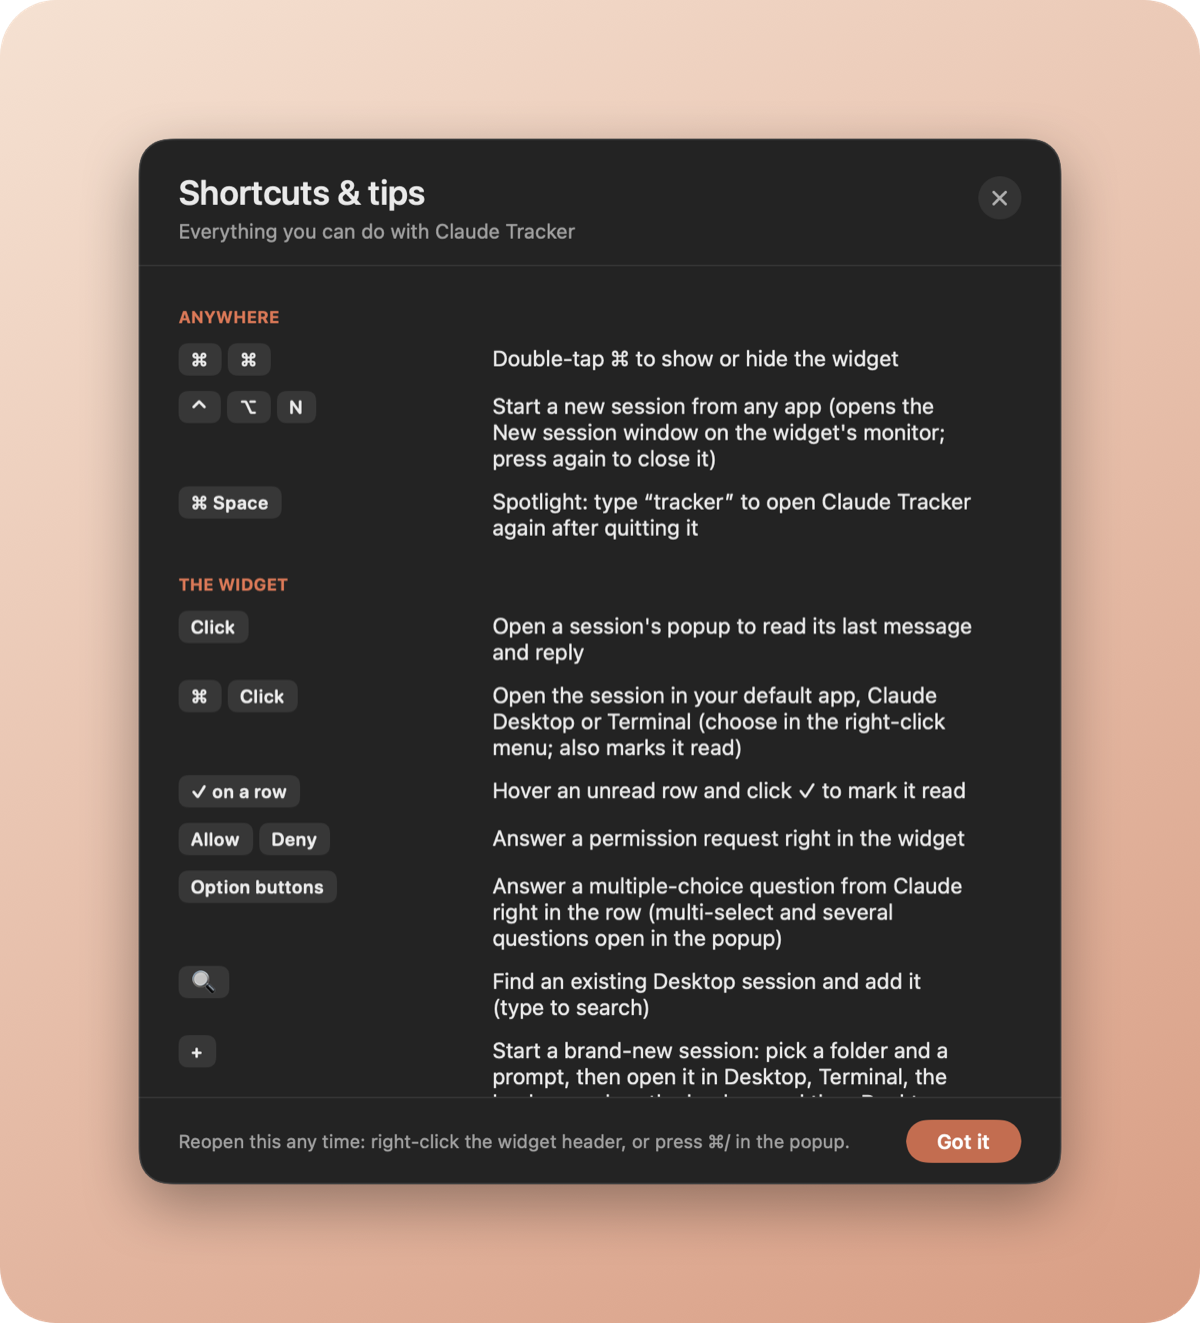 Shortcuts & tips
Everything you can do with Claude Tracker
ANYWHERE
⌘ ⌘
Double-tap ⌘ to show or hide the widget
^ ⌥ N
Start a new session from any app (opens the
New session window on the widget's monitor;
press again to close it)
⌘ Space
Spotlight: type “tracker” to open Claude Tracker
again after quitting it
THE WIDGET
Click
Open a session's popup to read its last message
and reply
⌘ Click
Open the session in your default app, Claude
Desktop or Terminal (choose in the right-click
menu; also marks it read)
✓ on a row
Hover an unread row and click ✓ to mark it read
Allow Deny
Answer a permission request right in the widget
Option buttons
Answer a multiple-choice question from Claude
right in the row (multi-select and several
questions open in the popup)
🔍
Find an existing Desktop session and add it
(type to search)
+
Start a brand-new session: pick a folder and a
prompt, then open it in Desktop, Terminal, the
Reopen this any time: right-click the widget header, or press ⌘/ in the popup.
Got it